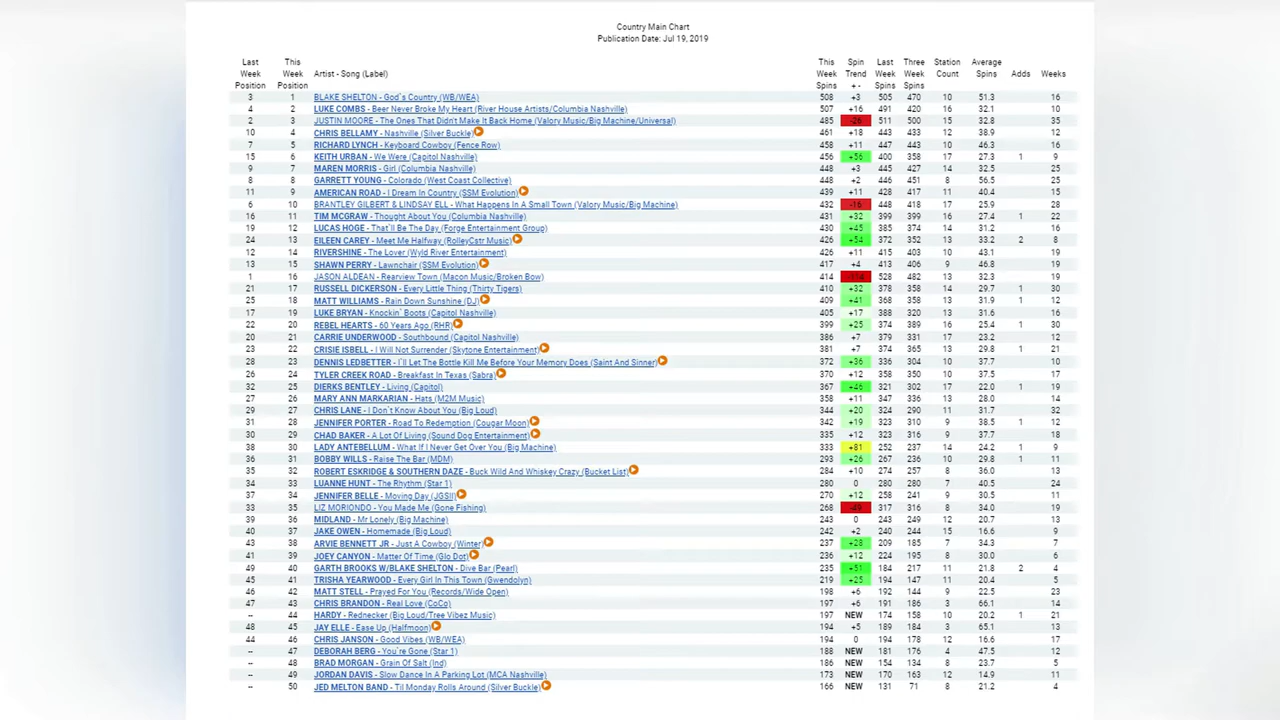 Country Main Chart
Publication Date: Jul 19, 2019
Last Week Position This Week Position Artist - Song (Label) This Week Spins Spin Trend + - Last Week Spins Three Week Spins Station Count Average Spins Adds Weeks
3 1 BLAKE SHELTON - God's Country (WB/WEA) 508 +3 505 470 10 51.3 16
4 2 LUKE COMBS - Beer Never Broke My Heart (River House Artists/Columbia Nashville) 507 +16 491 420 16 32.1 10
2 3 JUSTIN MOORE - The Ones That Didn't Make It Back Home (Valory Music/Big Machine/Universal) 485 -26 511 500 15 32.8 35
10 4 CHRIS BELLAMY - Nashville (Silver Buckle) 461 +18 443 433 12 38.9 12
7 5 RICHARD LYNCH - Keyboard Cowboy (Fence Row) 458 +11 447 443 10 46.3 16
15 6 KEITH URBAN - We Were (Capitol Nashville) 456 +56 400 358 17 27.3 1 9
9 7 MAREN MORRIS - Girl (Columbia Nashville) 448 +3 445 427 14 32.5 25
8 8 GARRETT YOUNG - Colorado (West Coast Collective) 448 +2 446 451 8 56.5 25
11 9 AMERICAN ROAD - I Dream In Country (SSM Evolution) 439 +11 428 417 11 40.4 15
6 10 BRANTLEY GILBERT & LINDSAY ELL - What Happens In A Small Town (Valory Music/Big Machine) 432 -16 448 418 17 25.9 28
16 11 TIM MCGRAW - Thought About You (Columbia Nashville) 431 +32 399 399 16 27.4 1 22
19 12 LUCAS HOGE - That'll Be The Day (Forge Entertainment Group) 430 +45 385 374 14 31.2 16
24 13 EILEEN CAREY - Meet Me Halfway (RolleyCstr Music) 426 +54 372 352 13 33.2 2 8
12 14 RIVERSHINE - The Lover (Wyld River Entertainment) 426 +11 415 403 10 43.1 19
13 15 SHAWN PERRY - Lawnchair (SSM Evolution) 417 +4 413 406 9 46.8 19
1 16 JASON ALDEAN - Rearview Town (Macon Music/Broken Bow) 414 -114 528 482 13 32.3 19
21 17 RUSSELL DICKERSON - Every Little Thing (Thirty Tigers) 410 +32 378 358 14 29.7 1 30
25 18 MATT WILLIAMS - Rain Down Sunshine (DJ) 409 +41 368 358 13 31.9 1 12
17 19 LUKE BRYAN - Knockin' Boots (Capitol Nashville) 405 +17 388 320 13 31.6 16
22 20 REBEL HEARTS - 60 Years Ago (RHR) 399 +25 374 389 16 25.4 1 30
20 21 CARRIE UNDERWOOD - Southbound (Capitol Nashville) 386 +7 379 331 17 23.2 12
23 22 CRISIE ISBELL - I Will Not Surrender (Skytone Entertainment) 381 +7 374 365 13 29.8 1 21
28 23 DENNIS LEDBETTER - I'll Let The Bottle Kill Me Before Your Memory Does (Saint And Sinner) 372 +36 336 304 10 37.7 10
26 24 TYLER CREEK ROAD - Breakfast In Texas (Sabra) 370 +12 358 350 10 37.5 17
32 25 DIERKS BENTLEY - Living (Capitol) 367 +46 321 301 17 22.0 1 19
27 26 MARY ANN MARKARIAN - Hats (M2M Music) 358 +11 347 336 13 28.0 14
29 27 CHRIS LANE - I Don't Know About You (Big Loud) 344 +20 324 290 11 31.7 32
31 28 JENNIFER PORTER - Road To Redemption (Cougar Moon) 342 +19 323 310 9 38.5 1 12
30 29 CHAD BAKER - A Lot Of Living (Sound Dog Entertainment) 335 +12 323 313 9 37.7 18
38 30 LADY ANTEBELLUM - What If I Never Get Over You (Big Machine) 333 +81 252 237 14 24.2 1 9
36 31 BOBBY WILLS - Raise The Bar (MDM) 293 +26 267 236 10 29.8 1 11
35 32 ROBERT ESKRIDGE & SOUTHERN DAZE - Buck Wild And Whiskey Crazy (Bucket List) 284 +10 274 257 8 36.0 13
34 33 LUANNE HUNT - The Rhythm (Star 1) 280 0 280 280 7 40.5 24
37 34 JENNIFER BELLE - Moving Day (JGSII) 270 +12 258 241 9 30.5 11
33 35 LIZ MORIONDO - You Made Me (Gone Fishing) 268 -49 317 316 8 34.0 19
39 36 MIDLAND - Mr Lonely (Big Machine) 243 0 243 249 12 20.7 13
40 37 JAKE OWEN - Homemade (Big Loud) 242 +2 240 244 15 16.6 9
43 38 ARVIE BENNETT JR - Just A Cowboy (Winter) 237 +28 209 185 7 34.3 7
41 39 JOEY CANYON - Matter Of Time (Glo Dot) 236 +12 224 195 8 30.0 6
49 40 GARTH BROOKS W/BLAKE SHELTON - Dive Bar (Pearl) 235 +51 184 217 11 21.8 2 4
45 41 TRISHA YEARWOOD - Every Girl In This Town (Gwendolyn) 219 +25 194 147 11 20.4 5
46 42 MATT STELL - Prayed For You (Records/Wide Open) 198 +6 192 144 9 22.5 23
47 43 CHRIS BRANDON - Real Love (CoCo) 197 +6 191 186 3 66.1 14
-- 44 HARDY - Rednecker (Big Loud/Tree Vibez Music) 197 NEW 174 158 10 20.2 1 21
48 45 JAY ELLE - Ease Up (Halfmoon) 194 +5 189 184 3 65.1 13
44 46 CHRIS JANSON - Good Vibes (WB/WEA) 194 0 194 178 12 16.6 17
-- 47 DEBORAH BERG - You're Gone (Star 1) 188 NEW 181 176 4 47.5 12
-- 48 BRAD MORGAN - Grain Of Salt (Ind) 186 NEW 154 134 8 23.7 5
-- 49 JORDAN DAVIS - Slow Dance In A Parking Lot (MCA Nashville) 173 NEW 170 163 12 14.9 11
-- 50 JED MELTON BAND - Til Monday Rolls Around (Silver Buckle) 166 NEW 131 71 8 21.2 4